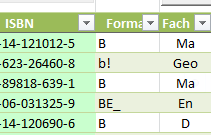 ISBN Forma Fach
-14-121012-5 B Ma
-623-26460-8 b! Geo
-89818-639-1 B Ma
-06-031325-9 BE_ En
-14-120690-6 B D